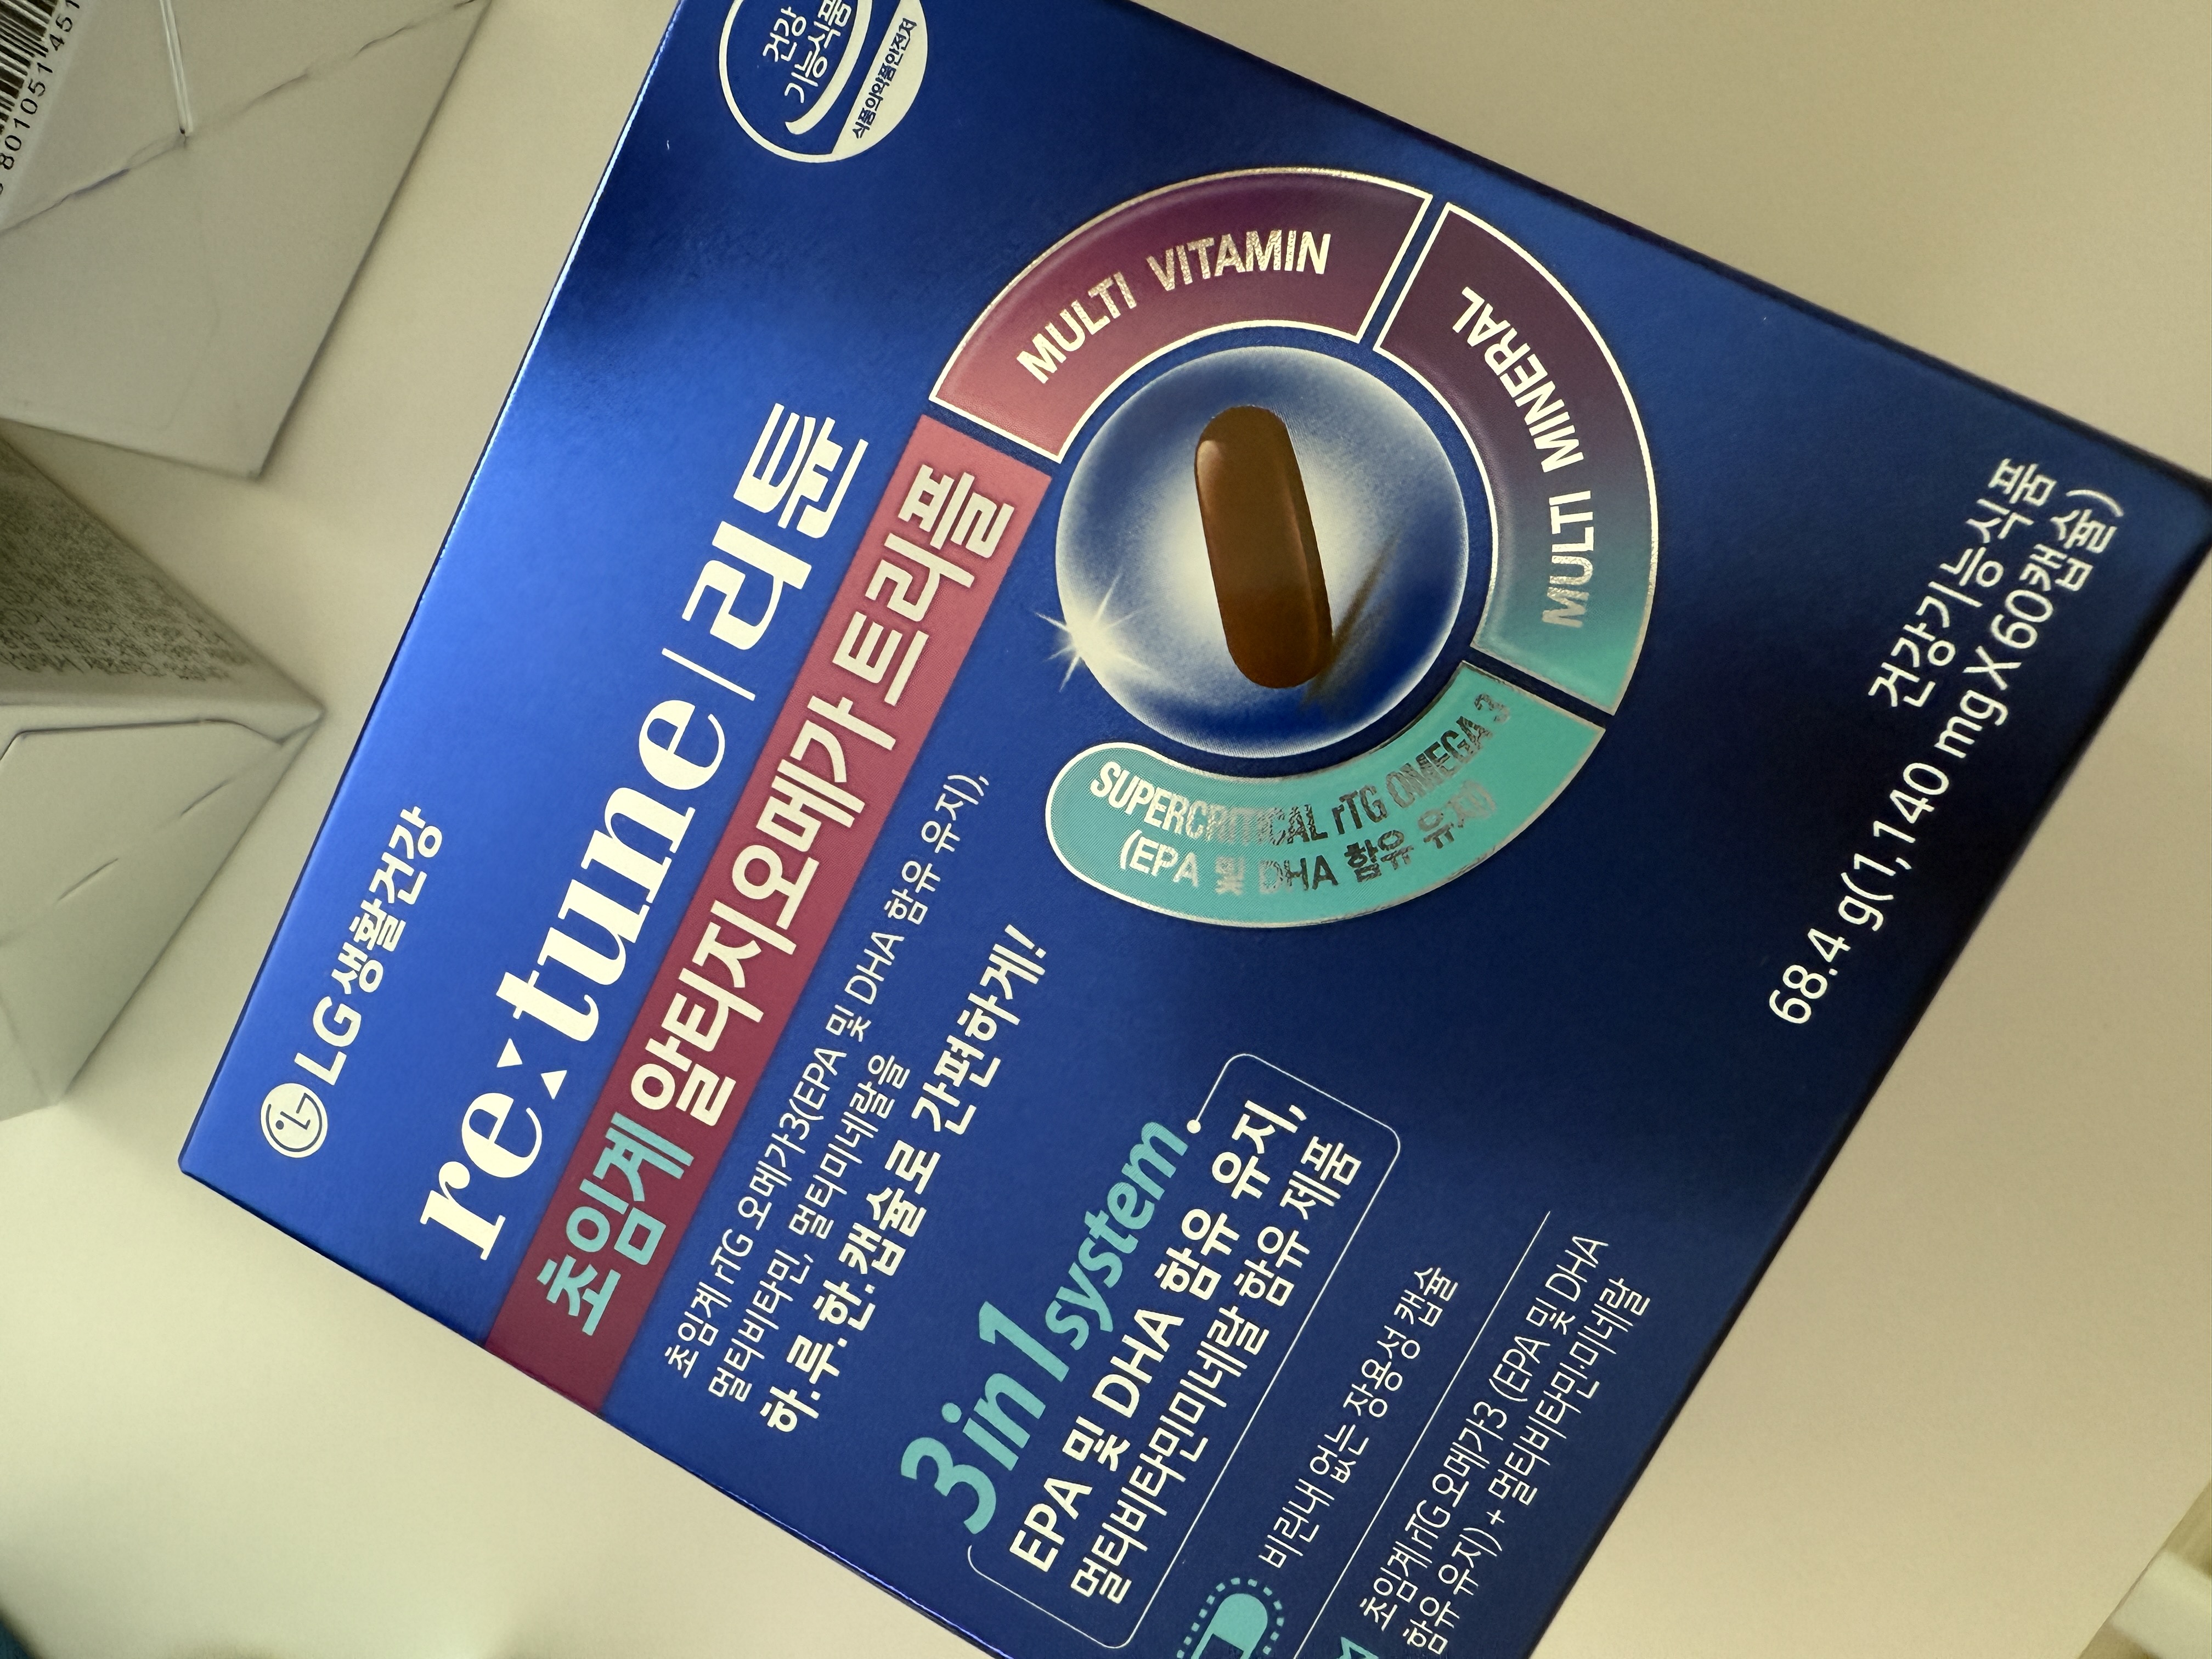 건강
기능식품
식품의약품안전처
LG생활건강
re:tune | 리튠
초임계 알티지오메가 트리플
초임계 rTG 오메가3(EPA 및 DHA 함유 유지),
멀티비타민, 멀티미네랄을
하.루.한.캡슐로 간편하게!
MULTI VITAMIN
MULTI MINERAL
SUPERCRITICAL rTG OMEGA 3
(EPA 및 DHA 함유 유지)
3 in 1 system
EPA 및 DHA 함유 유지,
멀티비타민미네랄 함유 제품
비린내 없는 장용성 캡슐
초임계 rTG 오메가3 (EPA 및 DHA
함유 유지) + 멀티비타민·미네랄
건강기능식품
68.4 g(1,140 mg X 60캡슐)
801051 451